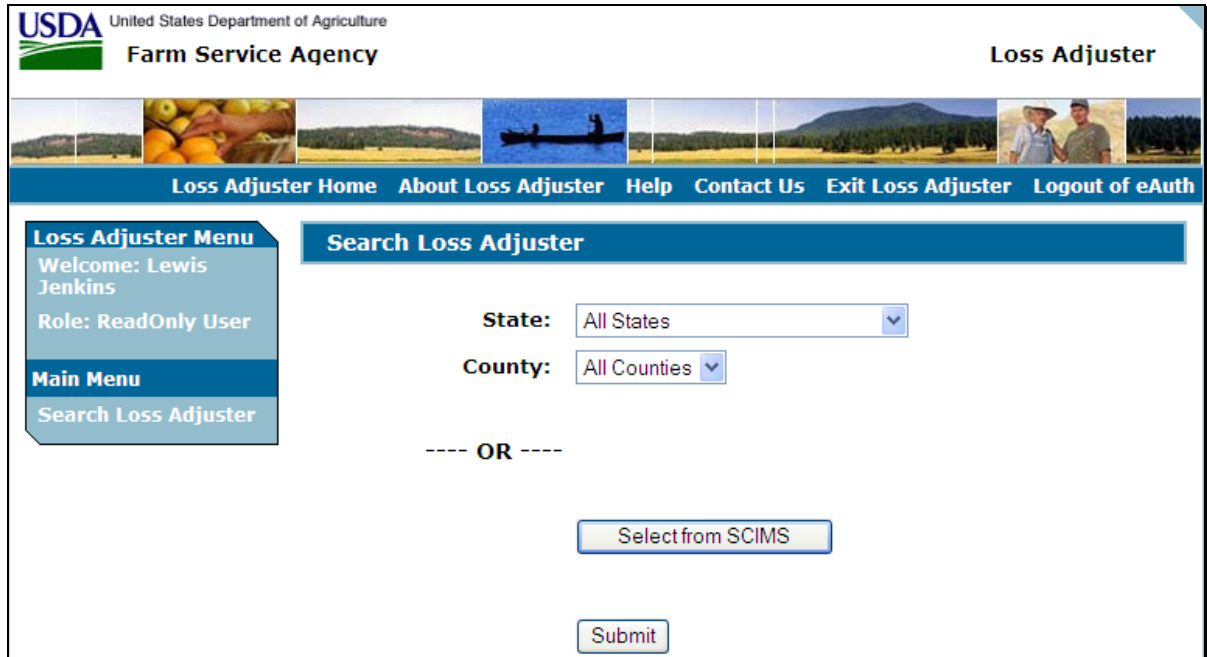 USDA United States Department of Agriculture
Farm Service Agency
Loss Adjuster
Loss Adjuster Home About Loss Adjuster Help Contact Us Exit Loss Adjuster Logout of eAuth
Loss Adjuster Menu
Welcome: Lewis
Jenkins
Role: ReadOnly User
Main Menu
Search Loss Adjuster
Search Loss Adjuster
State: All States
County: All Counties
---- OR ----
Select from SCIMS
Submit